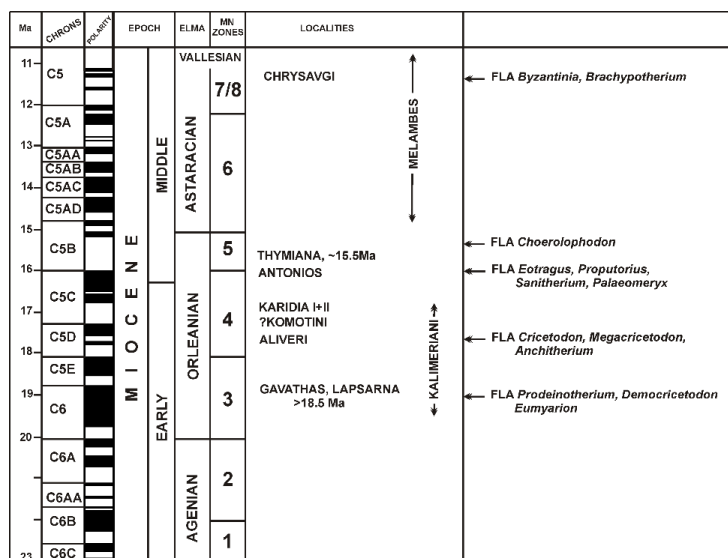 Ma CHRONS POLARITY EPOCH ELMA MN ZONES LOCALITIES
VALLESIAN
11
C5
CHRYSAVGI
FLA Byzantinia, Brachypotherium
7/8
12
C5A
13
C5AA
C5AB
14
C5AC
C5AD
MIDDLE
ASTARACIAN
6
MELAMBES
15
C5B
5
THYMIANA, ~15.5Ma
FLA Choerolophodon
16
ANTONIOS
FLA Eotragus, Proputorius,
Sanitherium, Palaeomeryx
MIOCENE
C5C
17
KARIDIA I+II
4
?KOMOTINI
C5D
ALIVERI
FLA Cricetodon, Megacricetodon,
Anchitherium
18
C5E
ORLEANIAN
KALIMERIANI
19
C6
3
GAVATHAS, LAPSARNA
>18.5 Ma
FLA Prodeinotherium, Democricetodon
Eumyarion
EARLY
20
C6A
2
C6AA
AGENIAN
C6B
1
C6C
23